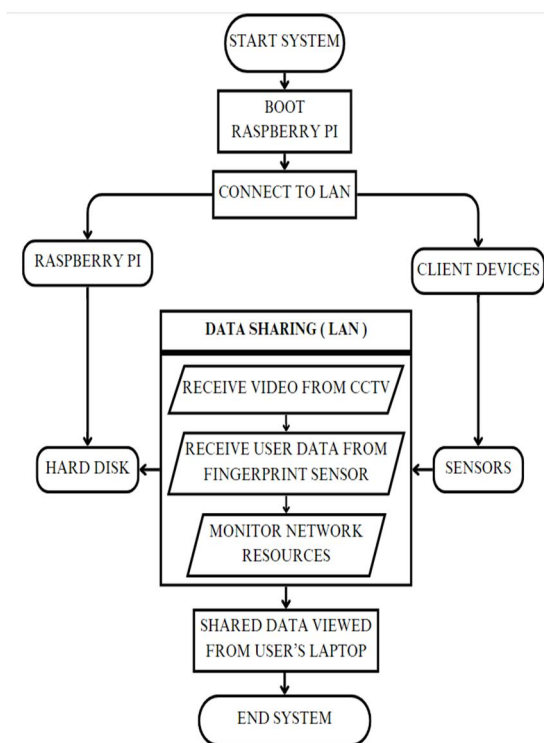 START SYSTEM
BOOT
RASPBERRY PI
CONNECT TO LAN
RASPBERRY PI
CLIENT DEVICES
DATA SHARING ( LAN )
RECEIVE VIDEO FROM CCTV
RECEIVE USER DATA FROM
FINGERPRINT SENSOR
HARD DISK
SENSORS
MONITOR NETWORK
RESOURCES
SHARED DATA VIEWED
FROM USER'S LAPTOP
END SYSTEM